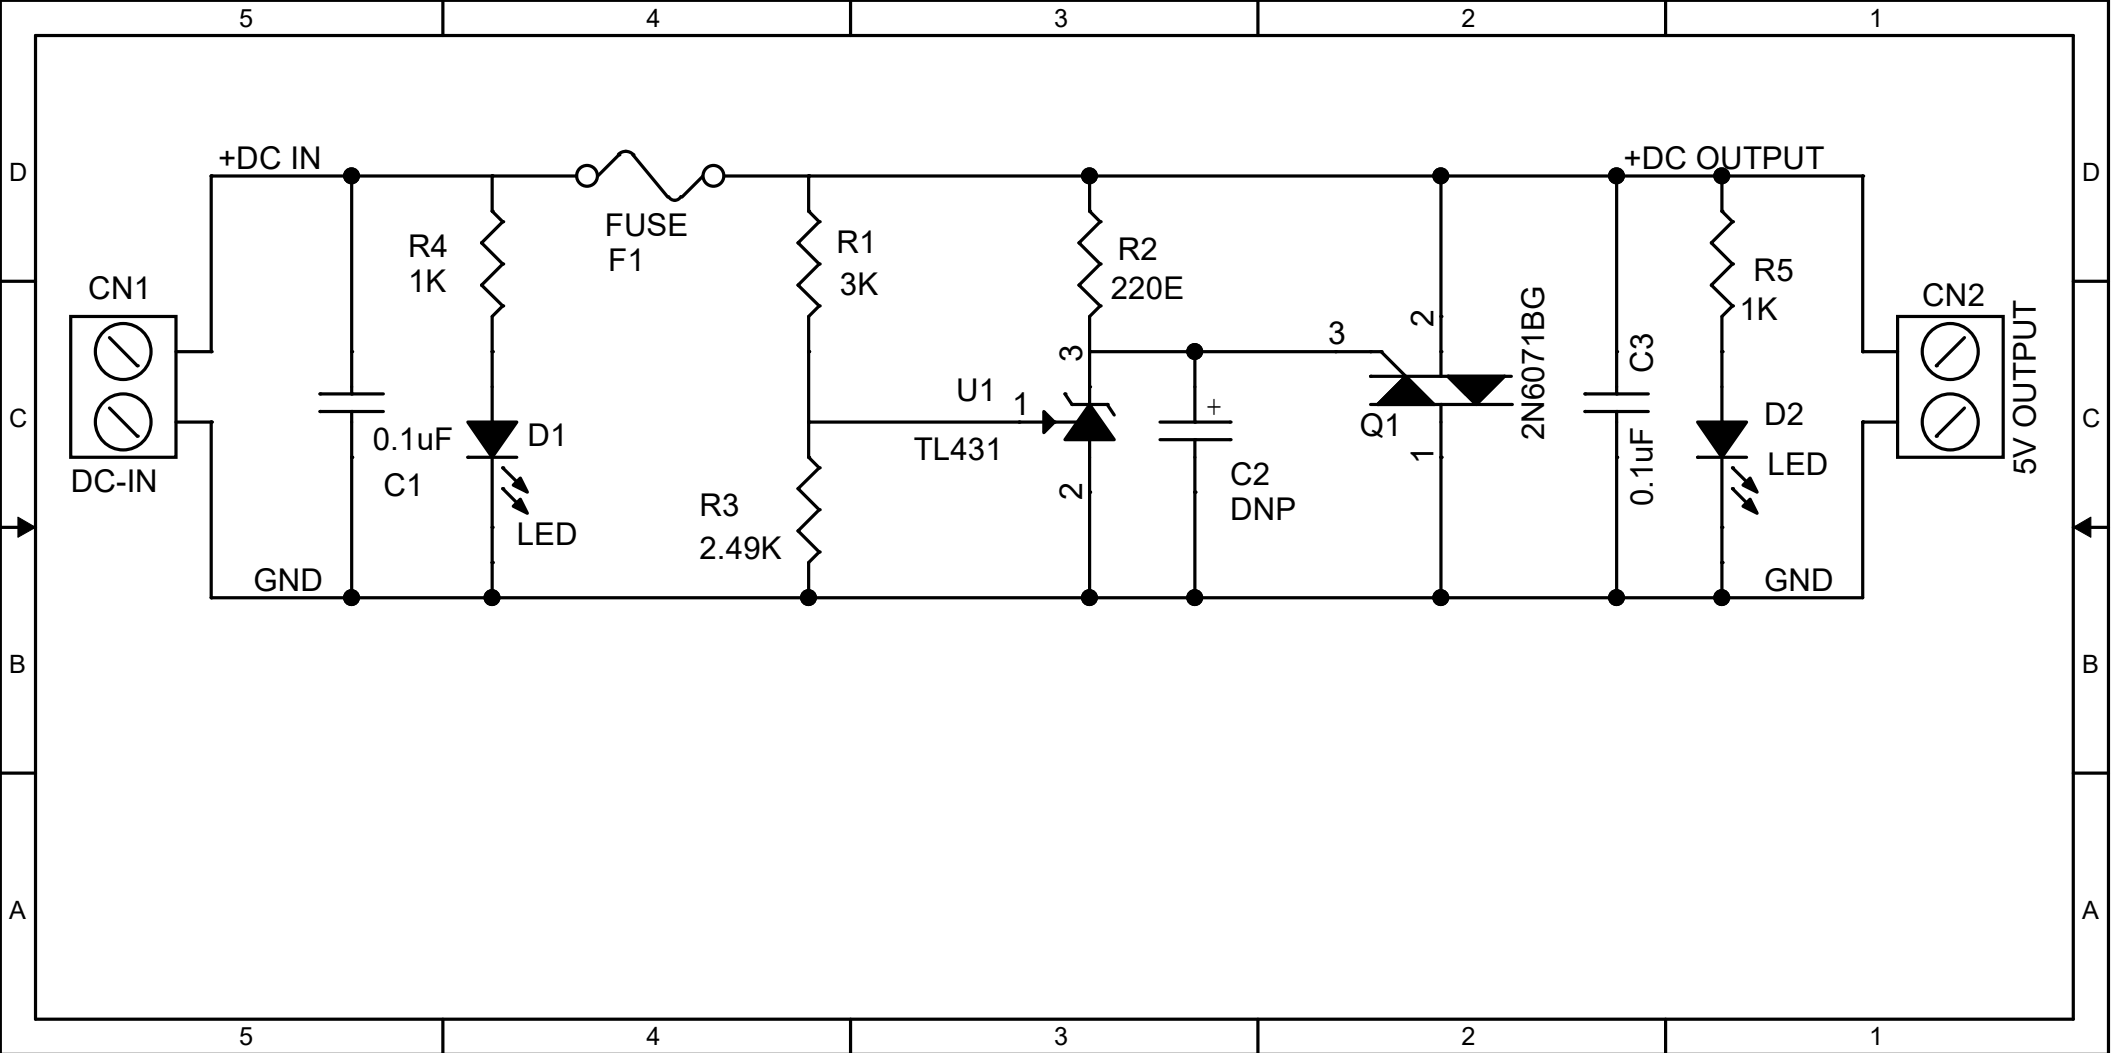 5 4 3 2 1
D D
+DC IN
+DC OUTPUT
FUSE
F1
R4
1K
R1
3K
R2
220E
R5
1K
CN1
CN2
DC-IN
5V OUTPUT
0.1uF
C1
D1
LED
R3
2.49K
U1
TL431
1
3
2
+
C2
DNP
3
2
1
Q1
2N6071BG
C3
0.1uF
D2
LED
GND
GND
C C
B B
A A
5 4 3 2 1